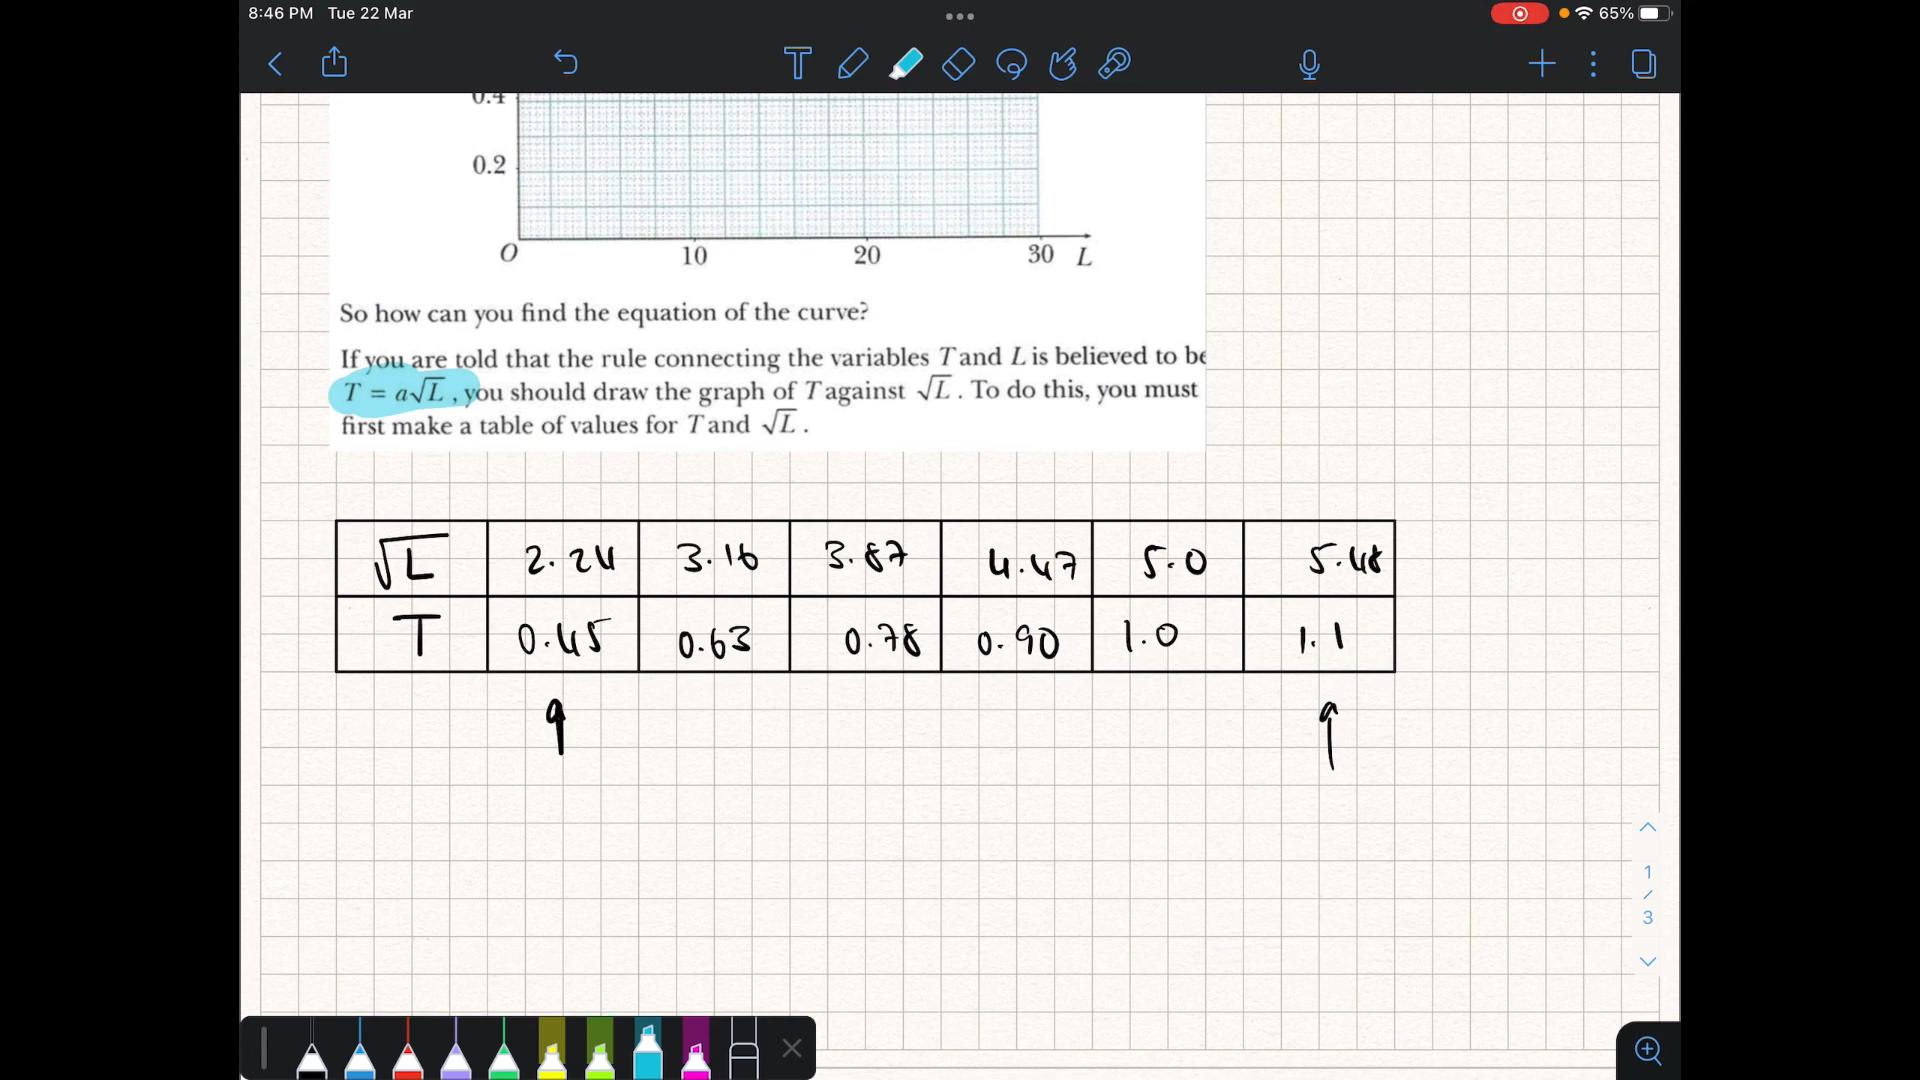 8:46 PM Tue 22 Mar
65%
0.4
0.2
O 10 20 30 L
So how can you find the equation of the curve?
If you are told that the rule connecting the variables T and L is believed to be
T = a√L, you should draw the graph of T against √L. To do this, you must
first make a table of values for T and √L.
√L 2.24 3.16 3.87 4.47 5.0 5.48
T 0.45 0.63 0.78 0.90 1.0 1.1
1
/
3